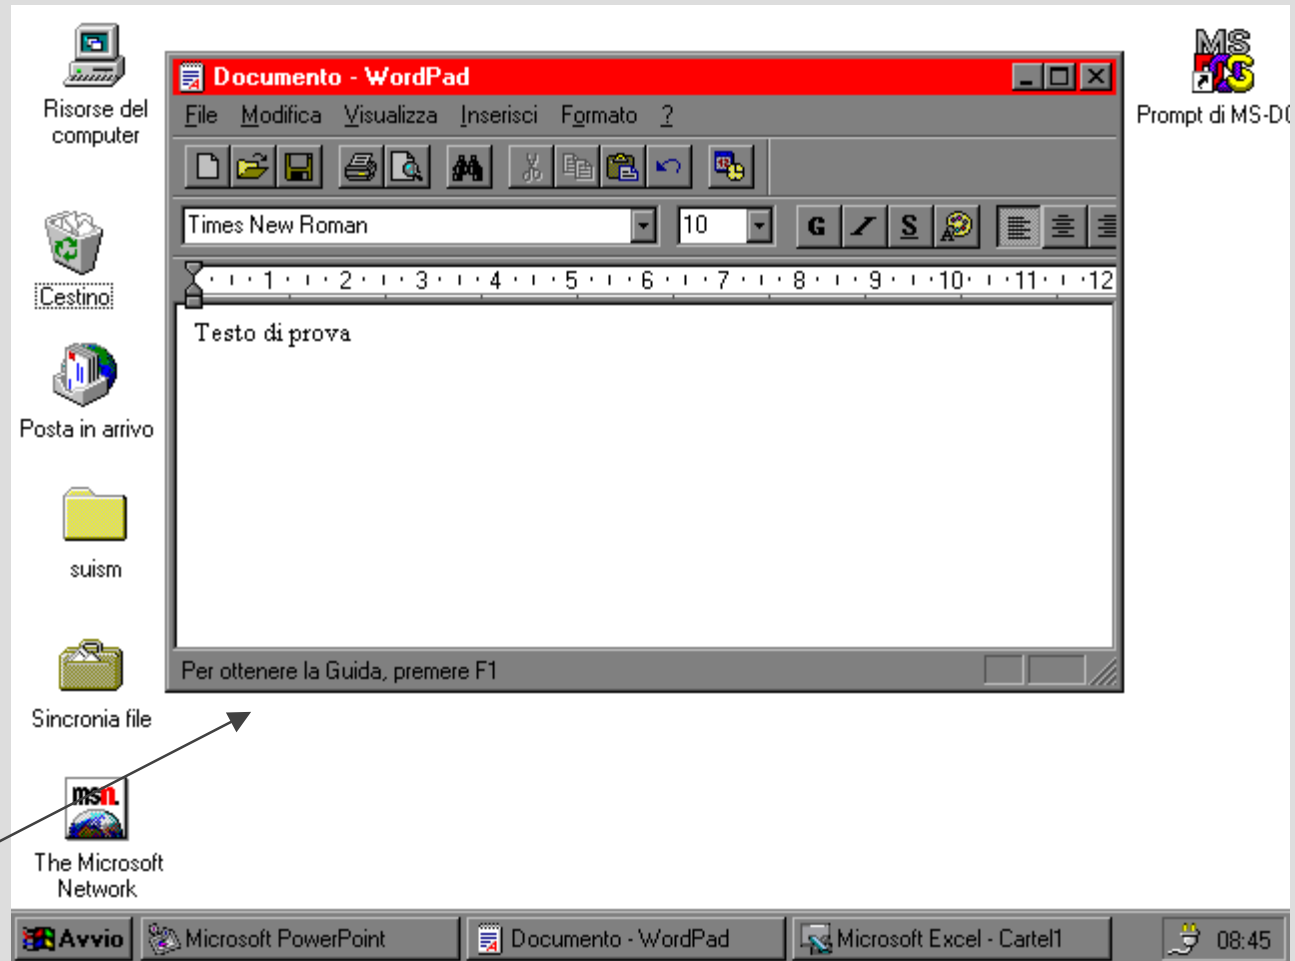 Risorse del
computer
Cestino
Posta in arrivo
suism
Sincronia file
msn.
The Microsoft
Network
Documento - WordPad
File Modifica Visualizza Inserisci Formato ?
Times New Roman 10 G I S
1 2 3 4 5 6 7 8 9 10 11 12
Testo di prova
Per ottenere la Guida, premere F1
MS
DOS
Prompt di MS-DO
Avvio Microsoft PowerPoint Documento - WordPad Microsoft Excel - Cartel1 08:45